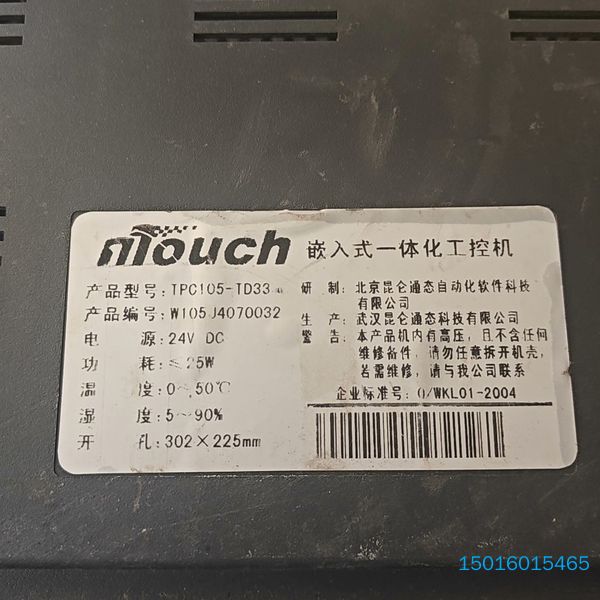 mTouch 嵌入式一体化工控机
产品型号: TPC105-TD33
产品编号: W105J4070032
电 源: 24V DC
功 耗: ≤25W
温 度: 0~50℃
湿 度: 5~90%
开 孔: 302×225mm
研 制: 北京昆仑通态自动化软件科技
有限公司
生 产: 武汉昆仑通态科技有限公司
警 告: 本产品机内有高压,且不含任何
维修备件,请勿任意拆开机壳,
若需维修,请与我公司联系
企业标准号: Q/WKL01-2004
15016015465